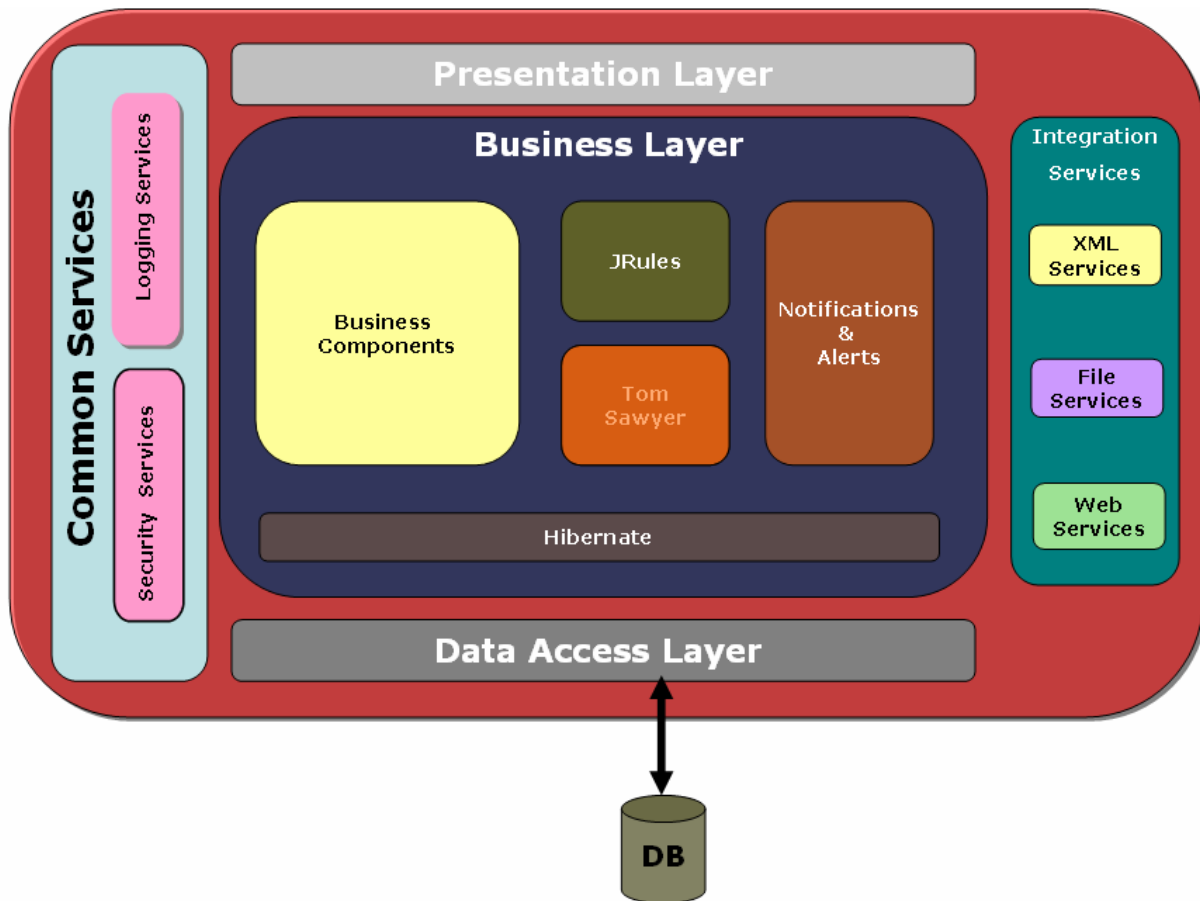 Presentation Layer
Common Services
Logging Services
Security Services
Business Layer
Business
Components
JRules
Tom
Sawyer
Notifications
&
Alerts
Hibernate
Integration
Services
XML
Services
File
Services
Web
Services
Data Access Layer
DB